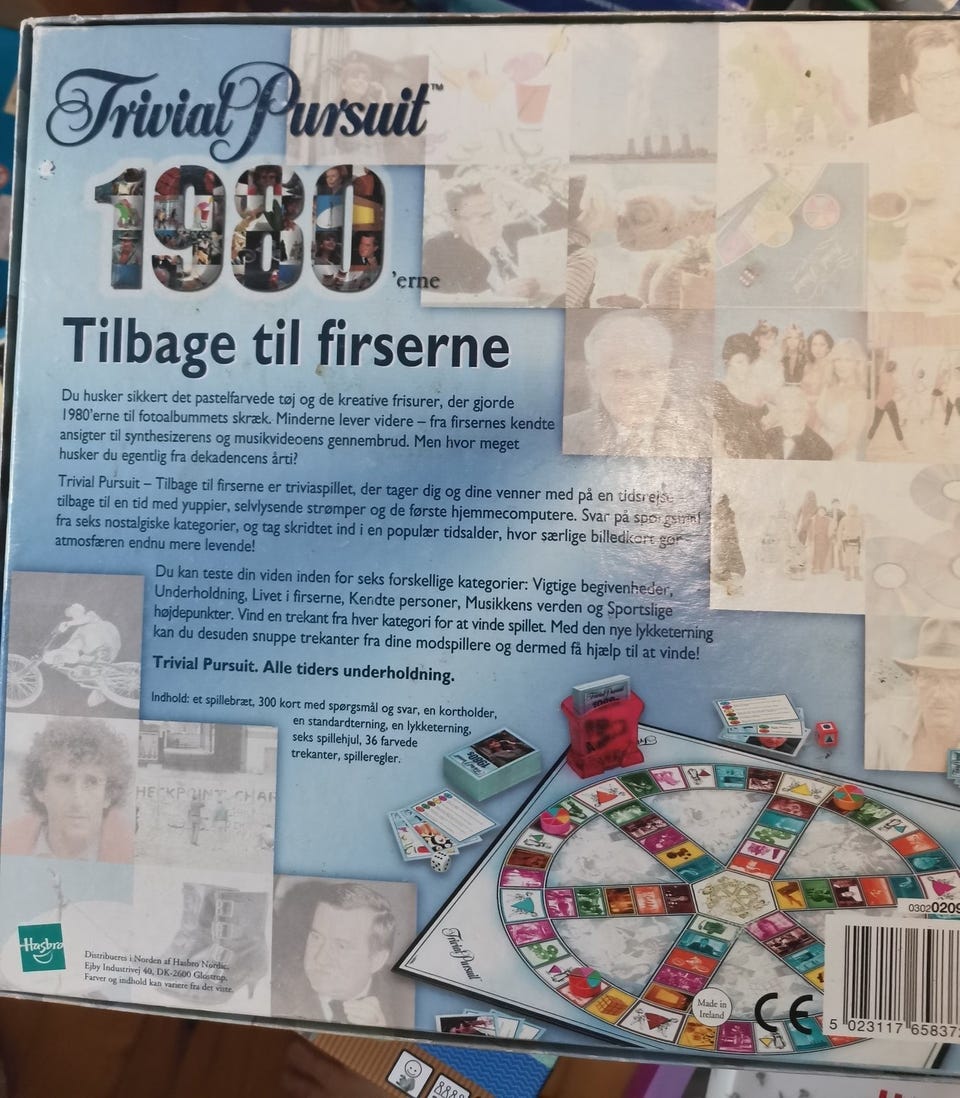 Trivial Pursuit™
1980
'erne
Tilbage til firserne
Du husker sikkert det pastelfarvede tøj og de kreative frisurer, der gjorde
1980'erne til fotoalbummets skræk. Minderne lever videre – fra firsernes kendte
ansigter til synthesizerens og musikvideoens gennembrud. Men hvor meget
husker du egentlig fra dekadencens årti?
Trivial Pursuit – Tilbage til firserne er triviaspillet, der tager dig og dine venner med på en tidsrejse –
tilbage til en tid med yuppier, selvlysende strømper og de første hjemmecomputere. Svar på spørgsmål
fra seks nostalgiske kategorier, og tag skridtet ind i en populær tidsalder, hvor særlige billedkort gør
atmosfæren endnu mere levende!
Du kan teste din viden inden for seks forskellige kategorier: Vigtige begivenheder,
Underholdning, Livet i firserne, Kendte personer, Musikkens verden og Sportslige
højdepunkter. Vind en trekant fra hver kategori for at vinde spillet. Med den nye lykketerning
kan du desuden snuppe trekanter fra dine modspillere og dermed få hjælp til at vinde!
Trivial Pursuit. Alle tiders underholdning.
Indhold: et spillebræt, 300 kort med spørgsmål og svar, en kortholder,
en standardterning, en lykketerning,
seks spillehjul, 36 farvede
trekanter, spilleregler.
CHECKPOINT CHAR
Trivial Pursuit
1980
Trivial Pursuit
Hasbro
Distribueres i Norden af Hasbro Nordic,
Ejby Industrivej 40, DK-2600 Glostrup.
Farver og indhold kan variere fra det viste.
Made in
Ireland
CE
03020209
5 023117 658372